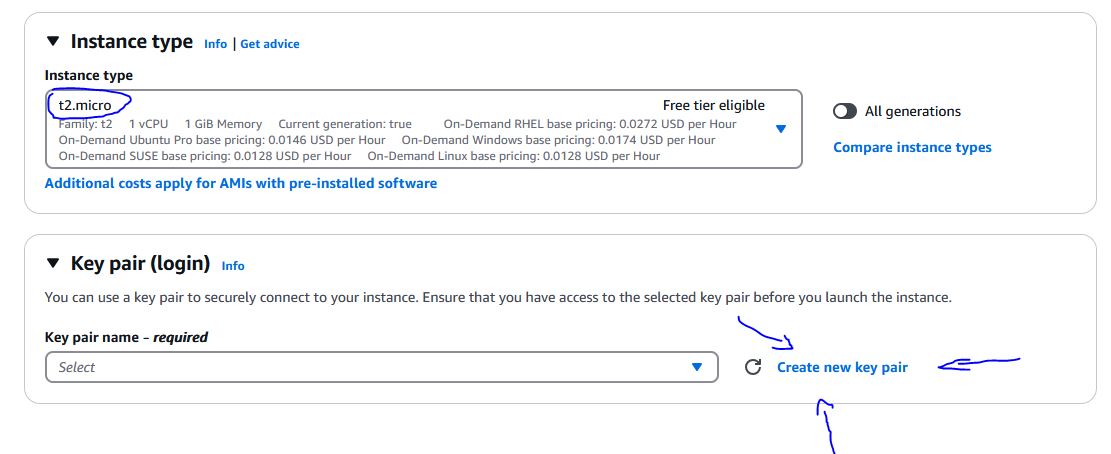 Instance type Info | Get advice
Instance type
t2.micro Free tier eligible
Family: t2 1 vCPU 1 GiB Memory Current generation: true On-Demand RHEL base pricing: 0.0272 USD per Hour
On-Demand Ubuntu Pro base pricing: 0.0146 USD per Hour On-Demand Windows base pricing: 0.0174 USD per Hour
On-Demand SUSE base pricing: 0.0128 USD per Hour On-Demand Linux base pricing: 0.0128 USD per Hour
All generations
Compare instance types
Additional costs apply for AMIs with pre-installed software
Key pair (login) Info
You can use a key pair to securely connect to your instance. Ensure that you have access to the selected key pair before you launch the instance.
Key pair name - required
Select
Create new key pair